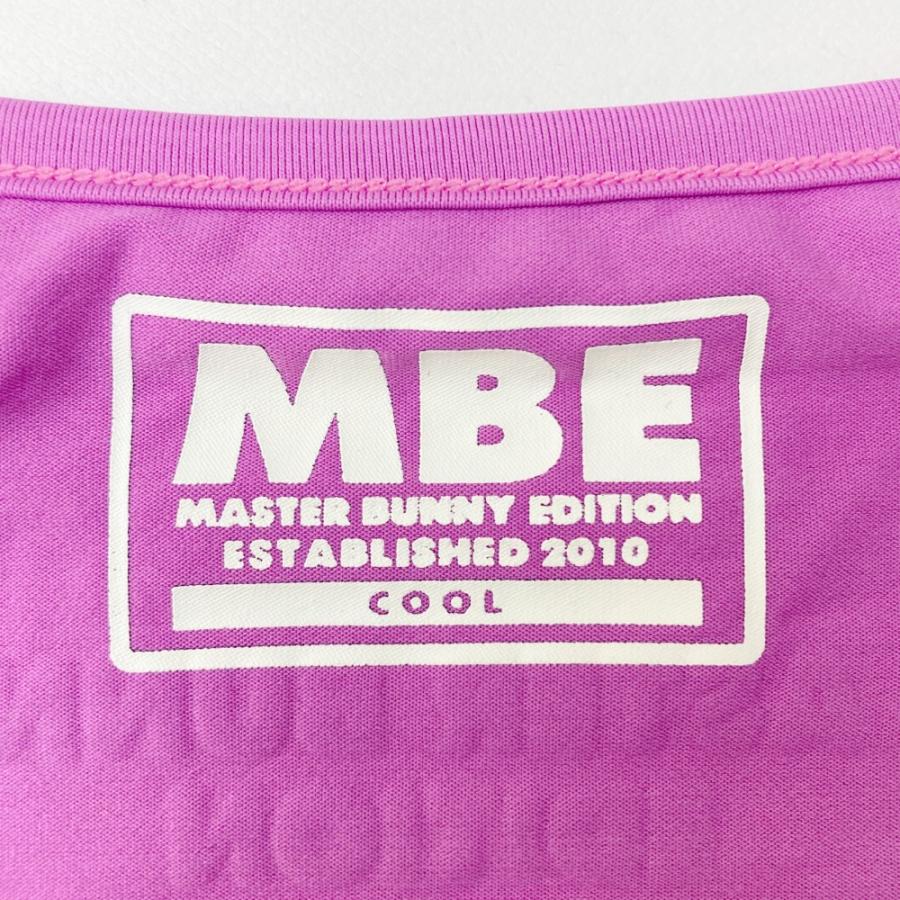 MBE
MASTER BUNNY EDITION
ESTABLISHED 2010
COOL